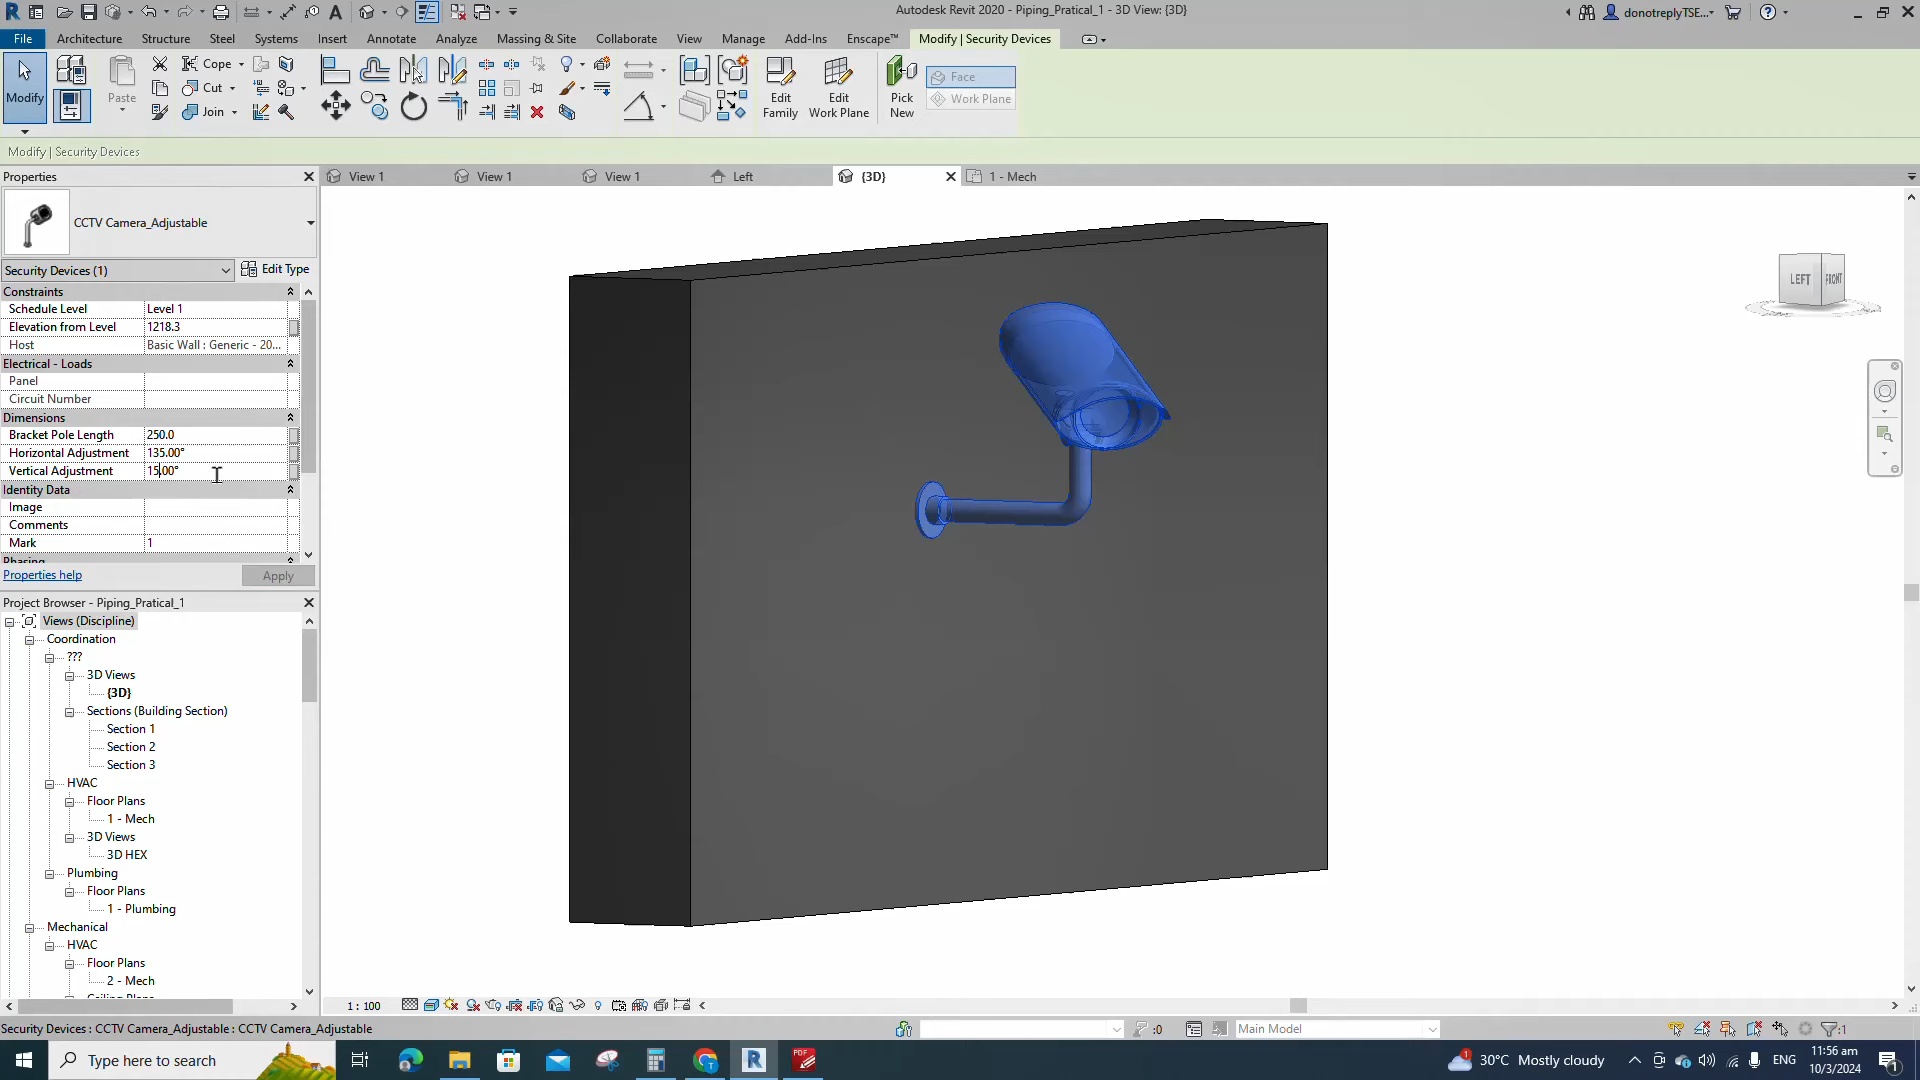 Autodesk Revit 2020 - Piping_Pratical_1 - 3D View: {3D}
donotreplyTSE...
File
Architecture
Structure
Steel
Systems
Insert
Annotate
Analyze
Massing & Site
Collaborate
View
Manage
Add-Ins
Enscape™
Modify | Security Devices
Modify
Paste
Cope
Cut
Join
Edit Family
Edit Work Plane
Pick New
Face
Work Plane
Modify | Security Devices
Properties
View 1
View 1
View 1
Left
{3D}
1 - Mech
CCTV Camera_Adjustable
Security Devices (1)
Edit Type
Constraints
Schedule Level Level 1
Elevation from Level 1218.3
Host Basic Wall : Generic - 20...
Electrical - Loads
Panel
Circuit Number
Dimensions
Bracket Pole Length 250.0
Horizontal Adjustment 135.00°
Vertical Adjustment 15.00°
Identity Data
Image
Comments
Mark 1
Phasing
Properties help
Apply
LEFT
FRONT
Project Browser - Piping_Pratical_1
Views (Discipline)
Coordination
???
3D Views
{3D}
Sections (Building Section)
Section 1
Section 2
Section 3
HVAC
Floor Plans
1 - Mech
3D Views
3D HEX
Plumbing
Floor Plans
1 - Plumbing
Mechanical
HVAC
Floor Plans
2 - Mech
Ceiling Plans
1 : 100
Security Devices : CCTV Camera_Adjustable : CCTV Camera_Adjustable
:0
Main Model
:1
Type here to search
30°C Mostly cloudy
ENG
11:56 am
10/3/2024